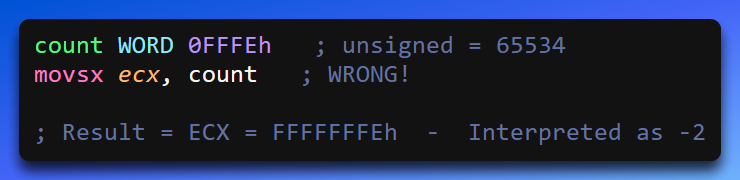 count WORD 0FFFEh   ; unsigned = 65534
movsx ecx, count   ; WRONG!
; Result = ECX = FFFFFFFEh  -  Interpreted as -2